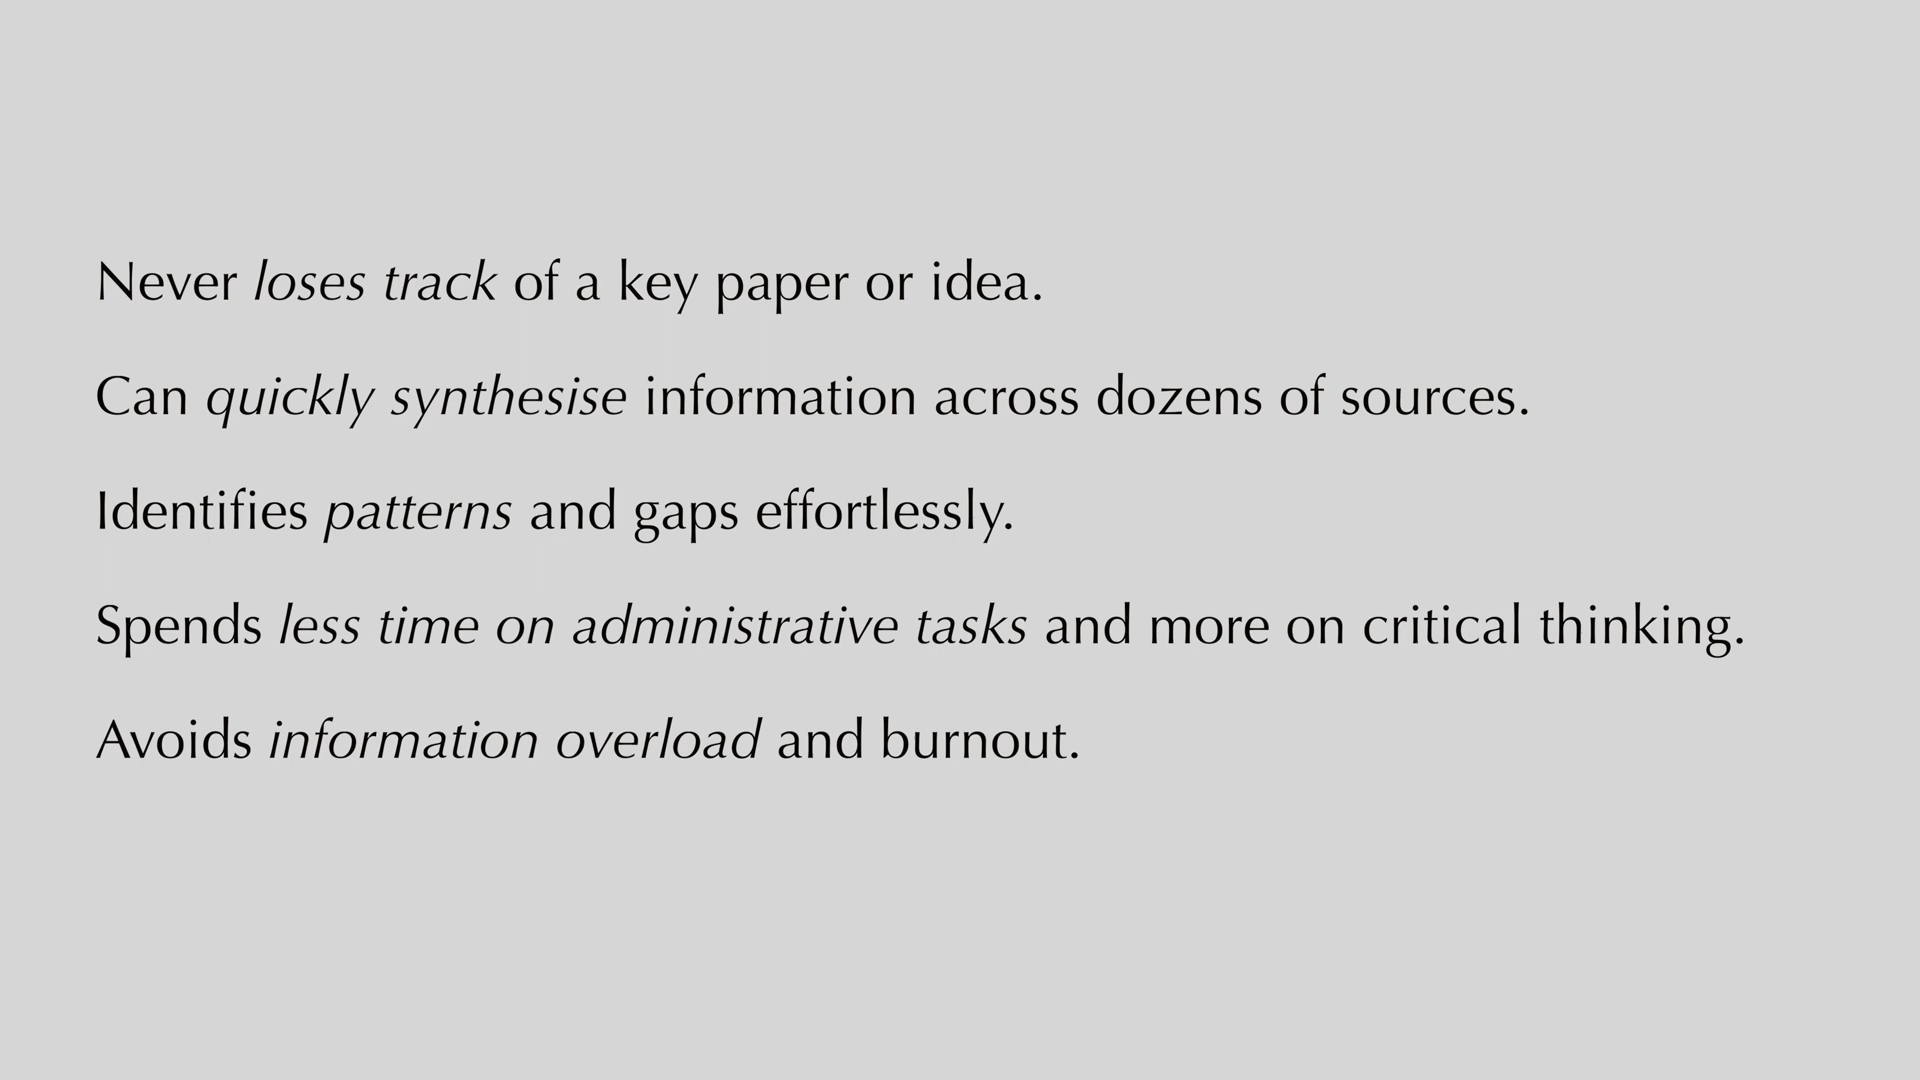 Never loses track of a key paper or idea.
Can quickly synthesise information across dozens of sources.
Identifies patterns and gaps effortlessly.
Spends less time on administrative tasks and more on critical thinking.
Avoids information overload and burnout.